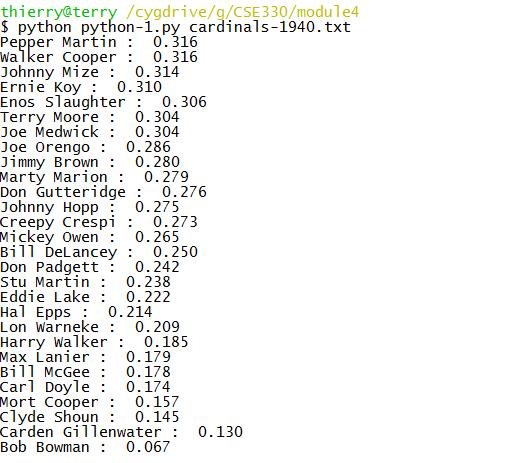 thierry@terry /cygdrive/g/CSE330/module4
$ python python-1.py cardinals-1940.txt
Pepper Martin :  0.316
Walker Cooper :  0.316
Johnny Mize :  0.314
Ernie Koy :  0.310
Enos Slaughter :  0.306
Terry Moore :  0.304
Joe Medwick :  0.304
Joe Orengo :  0.286
Jimmy Brown :  0.280
Marty Marion :  0.279
Don Gutteridge :  0.276
Johnny Hopp :  0.275
Creepy Crespi :  0.273
Mickey Owen :  0.265
Bill DeLancey :  0.250
Don Padgett :  0.242
Stu Martin :  0.238
Eddie Lake :  0.222
Hal Epps :  0.214
Lon Warneke :  0.209
Harry Walker :  0.185
Max Lanier :  0.179
Bill McGee :  0.178
Carl Doyle :  0.174
Mort Cooper :  0.157
Clyde Shoun :  0.145
Carden Gillenwater :  0.130
Bob Bowman :  0.067